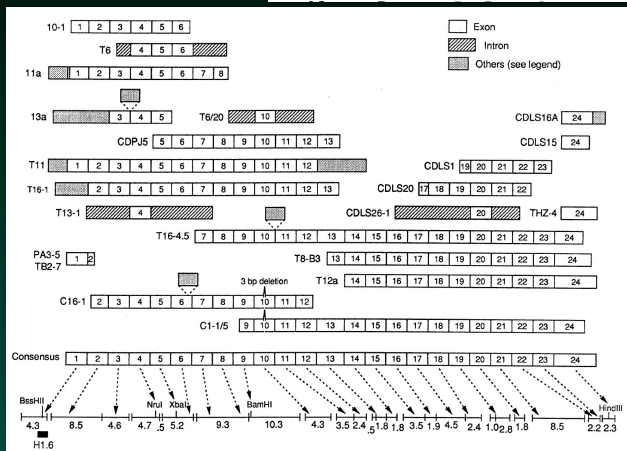 10-1 1 2 3 4 5 6
Exon
T6 4 5 6
Intron
11a 1 2 3 4 5 6 7 8
Others (see legend)
13a 3 4 5
T6/20 10
CDLS16A 24
CDPJ5 5 6 7 8 9 10 11 12 13
CDLS15 24
T11 1 2 3 4 5 6 7 8 9 10 11 12
CDLS1 19 20 21 22 23
T16-1 2 3 4 5 6 7 8 9 10 11 12 13
CDLS20 17 18 19 20 21 22
T13-1 4
CDLS26-1 20
THZ-4 24
T16-4.5 7 8 9 10 11 12 13 14 15 16 17 18 19 20 21 22 23 24
PA3-5
TB2-7
1 2
T8-B3 13 14 15 16 17 18 19 20 21 22 23 24
T12a 14 15 16 17 18 19 20 21 22 23 24
3 bp deletion
C16-1 2 3 4 5 6 7 8 9 10 11 12
C1-1/5 9 10 11 12 13 14 15 16 17 18 19 20 21 22 23 24
Consensus 1 2 3 4 5 6 7 8 9 10 11 12 13 14 15 16 17 18 19 20 21 22 23 24
BssHII NruI XbaI BamHI HincIII
4.3 8.5 4.6 4.7 .5 5.2 9.3 10.3 4.3 3.5 2.4 .5 1.8 1.8 3.5 1.9 4.5 2.4 1.0 2.8 1.8 8.5 2.2 2.3
H1.6